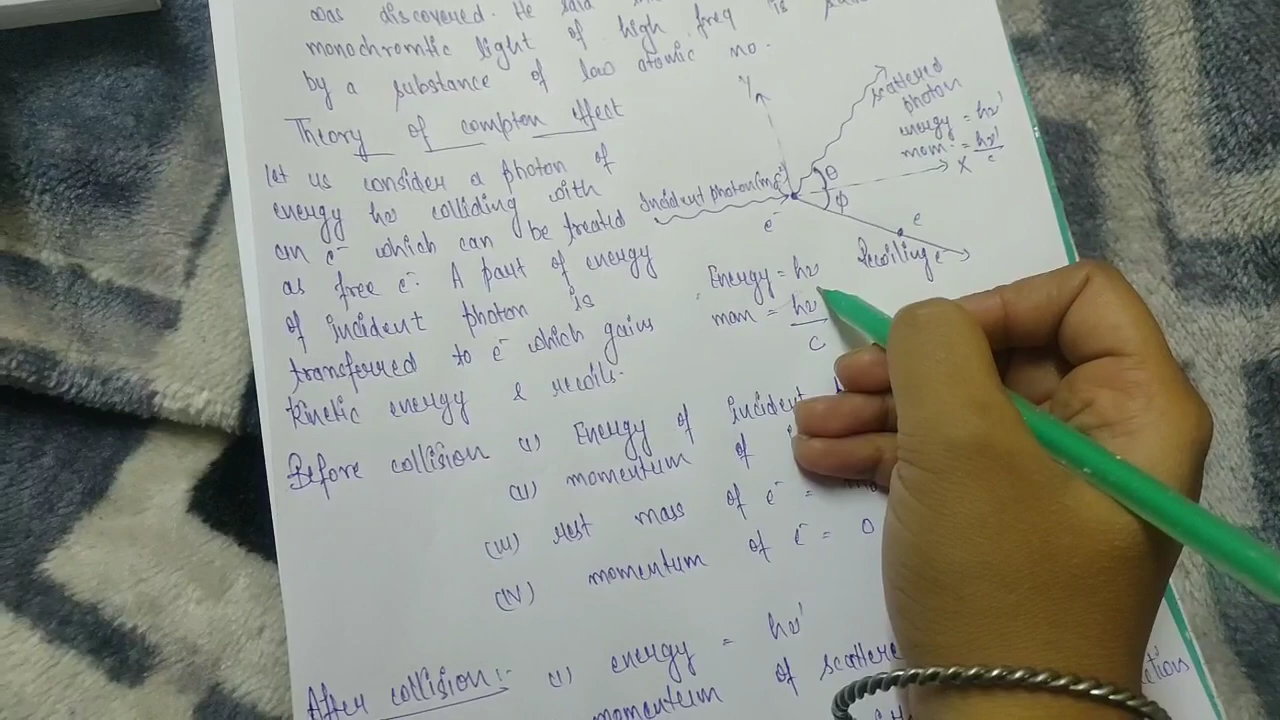 was discovered. He said
monochromtic light of high freq is
by a substance of low atomic no.
Theory of compton effect
Let us consider a photon of
energy hν colliding with
an e⁻ which can be treated
as free e⁻. A part of energy
of incident photon is
transferred to e⁻ which gains
kinetic energy & recoils.
Y
scattered
photon
energy = hν'
mom. = hν'/c
X
θ
φ
Incident photon
e⁻
e
Recoiling e⁻
Energy = hν
mom = hν/c
Before collision (i) Energy of incident
(ii) momentum of
(iii) rest mass of e⁻ =
(iv) momentum of e⁻ = 0
After collision:- (i) energy = hν'
momentum of scattere